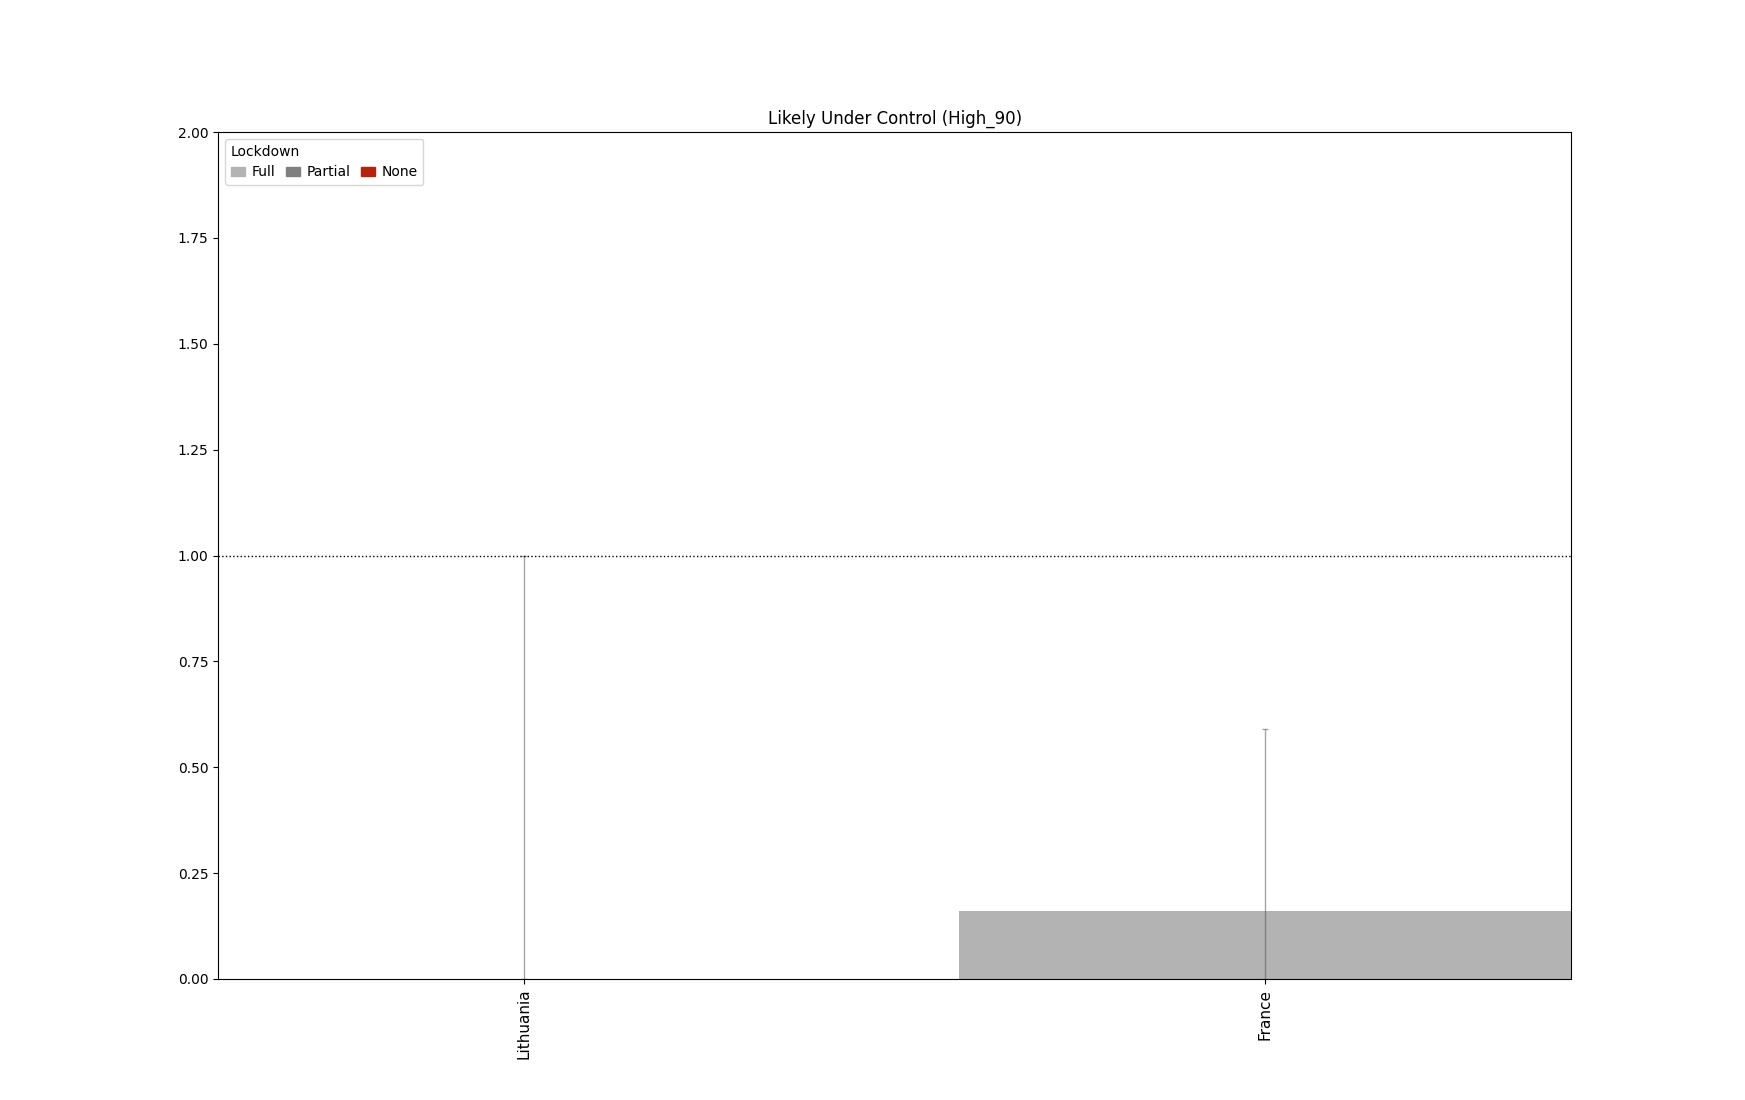 Likely Under Control (High_90)
Lockdown
Full Partial None
2.00
1.75
1.50
1.25
1.00
0.75
0.50
0.25
0.00
Lithuania
France